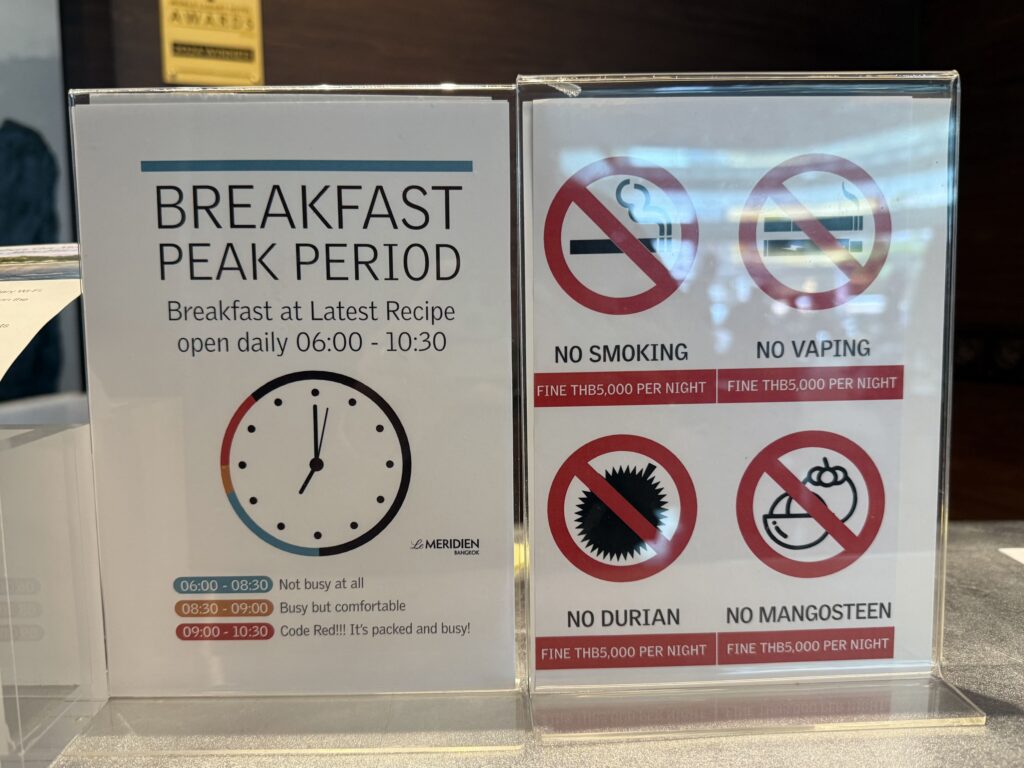 AWARDS
BREAKFAST
PEAK PERIOD
Breakfast at Latest Recipe
open daily 06:00 - 10:30
Le MERIDIEN
BANGKOK
06:00 - 08:30 Not busy at all
08:30 - 09:00 Busy but comfortable
09:00 - 10:30 Code Red!!! It's packed and busy!
NO SMOKING
FINE THB5,000 PER NIGHT
NO VAPING
FINE THB5,000 PER NIGHT
NO DURIAN
FINE THB5,000 PER NIGHT
NO MANGOSTEEN
FINE THB5,000 PER NIGHT